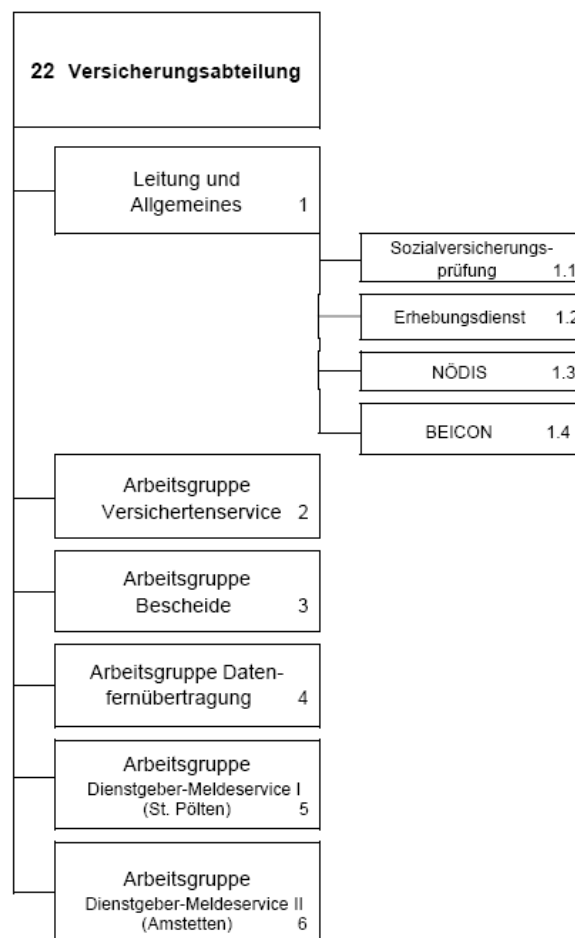 22 Versicherungsabteilung
Leitung und
Allgemeines 1
Sozialversicherungs-
prüfung 1.1
Erhebungsdienst 1.2
NÖDIS 1.3
BEICON 1.4
Arbeitsgruppe
Versichertenservice 2
Arbeitsgruppe
Bescheide 3
Arbeitsgruppe Daten-
fernübertragung 4
Arbeitsgruppe
Dienstgeber-Meldeservice I
(St. Pölten) 5
Arbeitsgruppe
Dienstgeber-Meldeservice II
(Amstetten) 6